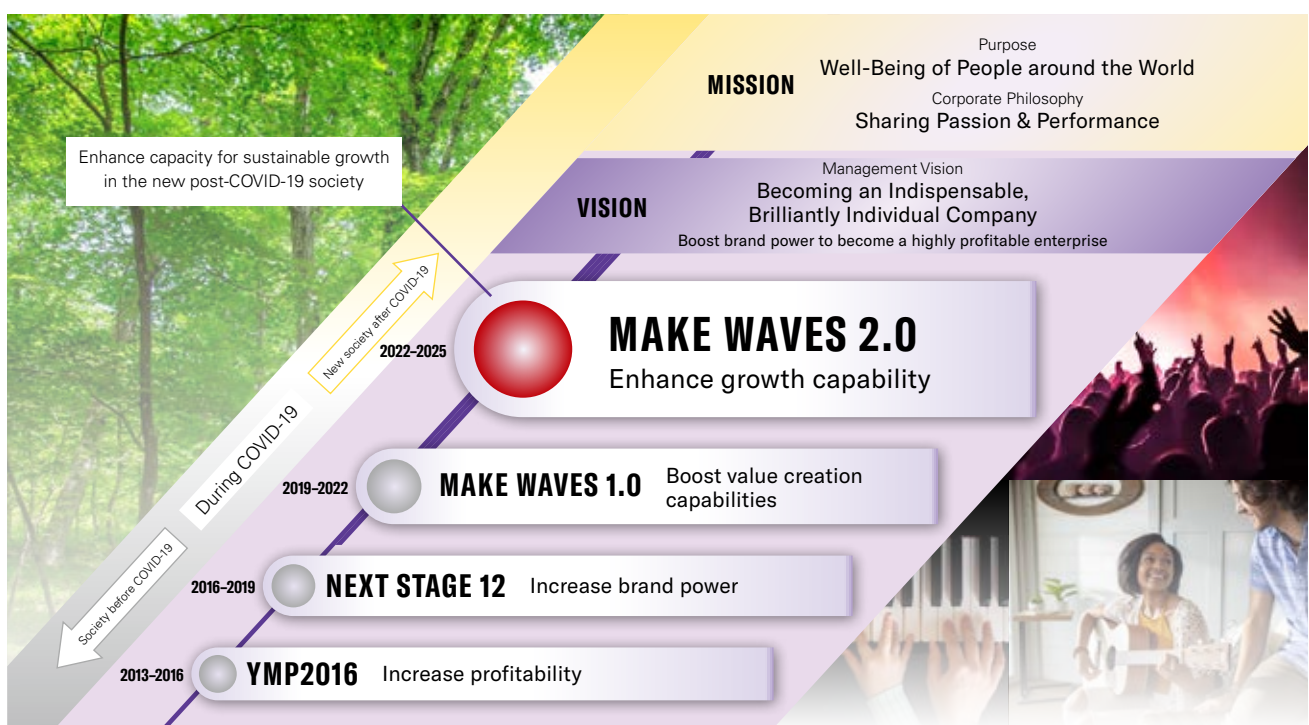 Purpose
MISSION
Well-Being of People around the World
Corporate Philosophy
Sharing Passion & Performance
Enhance capacity for sustainable growth
in the new post-COVID-19 society
Management Vision
VISION
Becoming an Indispensable,
Brilliantly Individual Company
Boost brand power to become a highly profitable enterprise
New society after COVID-19
2022–2025
MAKE WAVES 2.0
Enhance growth capability
During COVID-19
2019–2022
MAKE WAVES 1.0
Boost value creation
capabilities
Society before COVID-19
2016–2019
NEXT STAGE 12
Increase brand power
2013–2016
YMP2016
Increase profitability